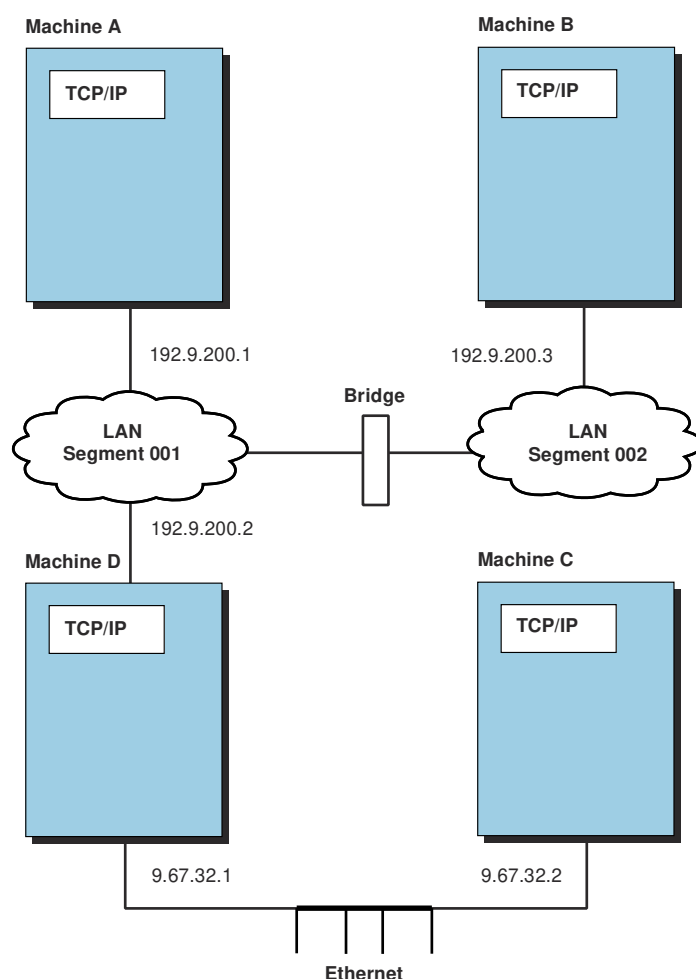 Machine A
Machine B
TCP/IP
TCP/IP
192.9.200.1
192.9.200.3
Bridge
LAN
Segment 001
LAN
Segment 002
192.9.200.2
Machine D
Machine C
TCP/IP
TCP/IP
9.67.32.1
9.67.32.2
Ethernet